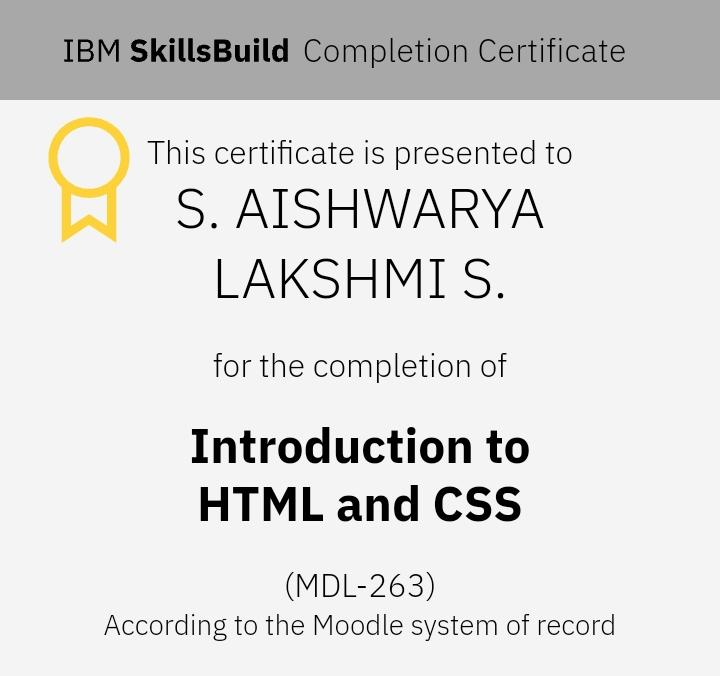 IBM SkillsBuild Completion Certificate
This certificate is presented to
S. AISHWARYA
LAKSHMI S.
for the completion of
Introduction to
HTML and CSS
(MDL-263)
According to the Moodle system of record